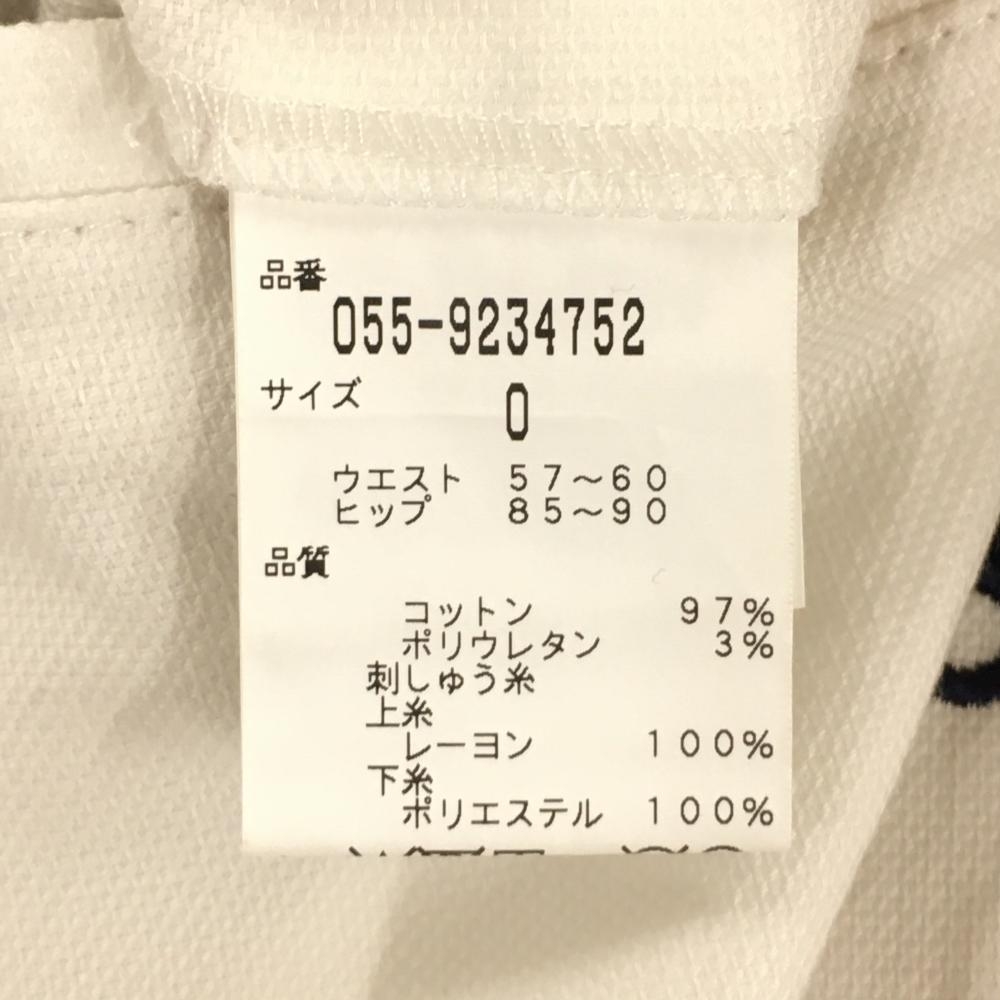 品番
055-9234752
サイズ 0
ウエスト 57～60
ヒップ 85～90
品質
コットン 97%
ポリウレタン 3%
刺しゅう糸
上糸
レーヨン 100%
下糸
ポリエステル 100%